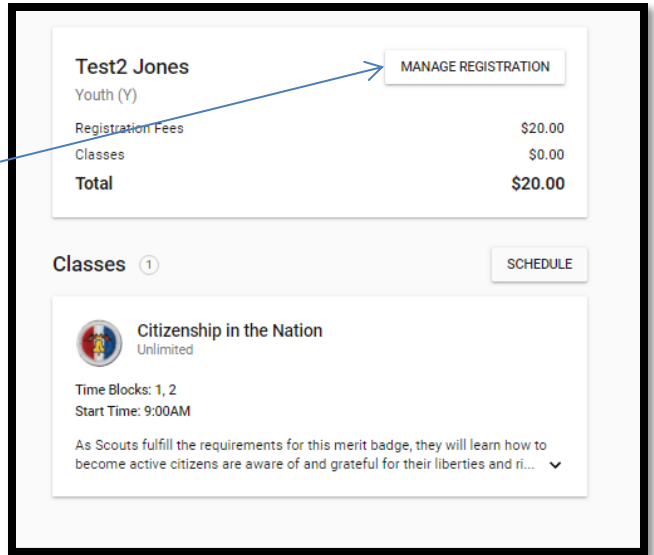 Test2 Jones
MANAGE REGISTRATION
Youth (Y)
Registration Fees $20.00
Classes $0.00
Total $20.00
Classes 1
SCHEDULE
Citizenship in the Nation
Unlimited
Time Blocks: 1, 2
Start Time: 9:00AM
As Scouts fulfill the requirements for this merit badge, they will learn how to
become active citizens are aware of and grateful for their liberties and ri...